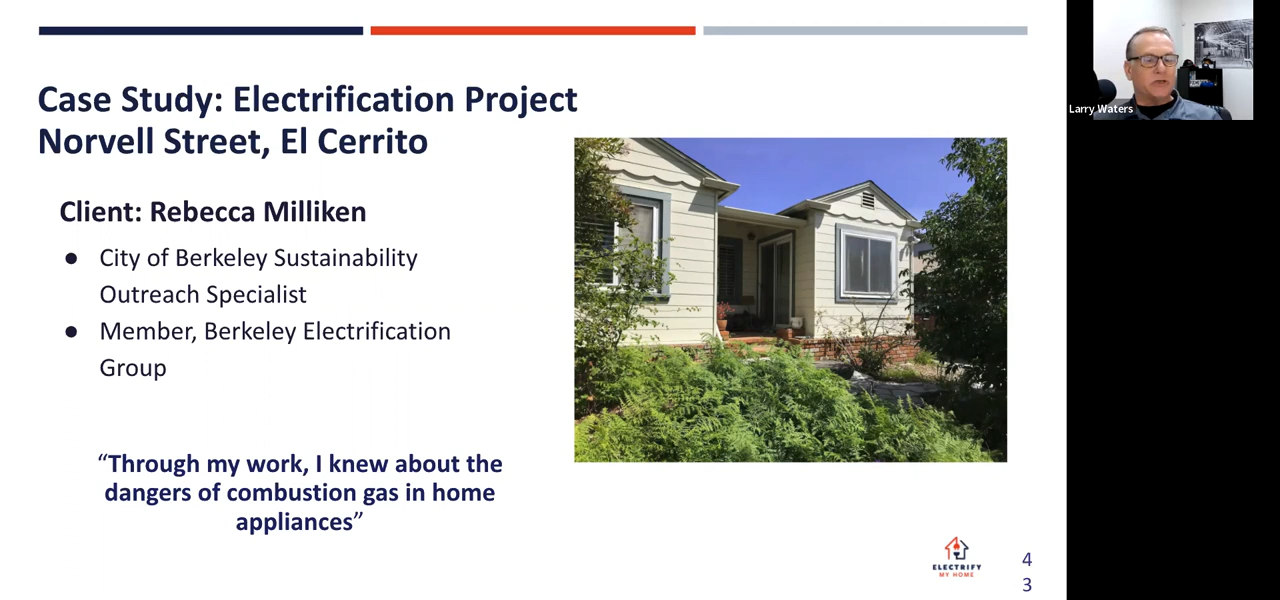 Case Study: Electrification Project
Norvell Street, El Cerrito
Client: Rebecca Milliken
● City of Berkeley Sustainability
Outreach Specialist
● Member, Berkeley Electrification
Group
“Through my work, I knew about the
dangers of combustion gas in home
appliances”
ELECTRIFY
MY HOME
4
3
Larry Waters